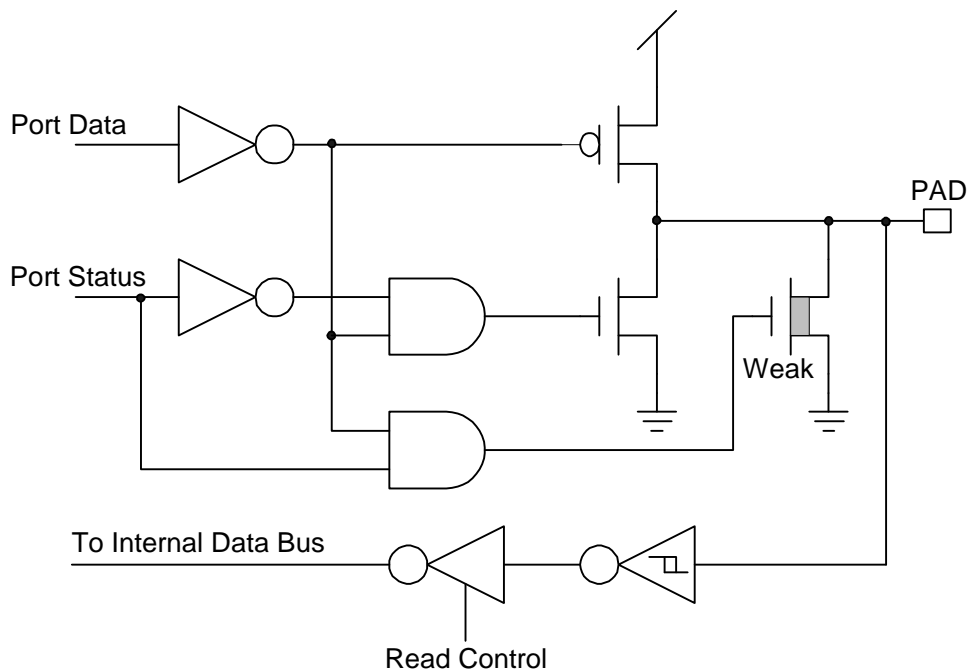 Port Data
PAD
Port Status
Weak
To Internal Data Bus
Read Control